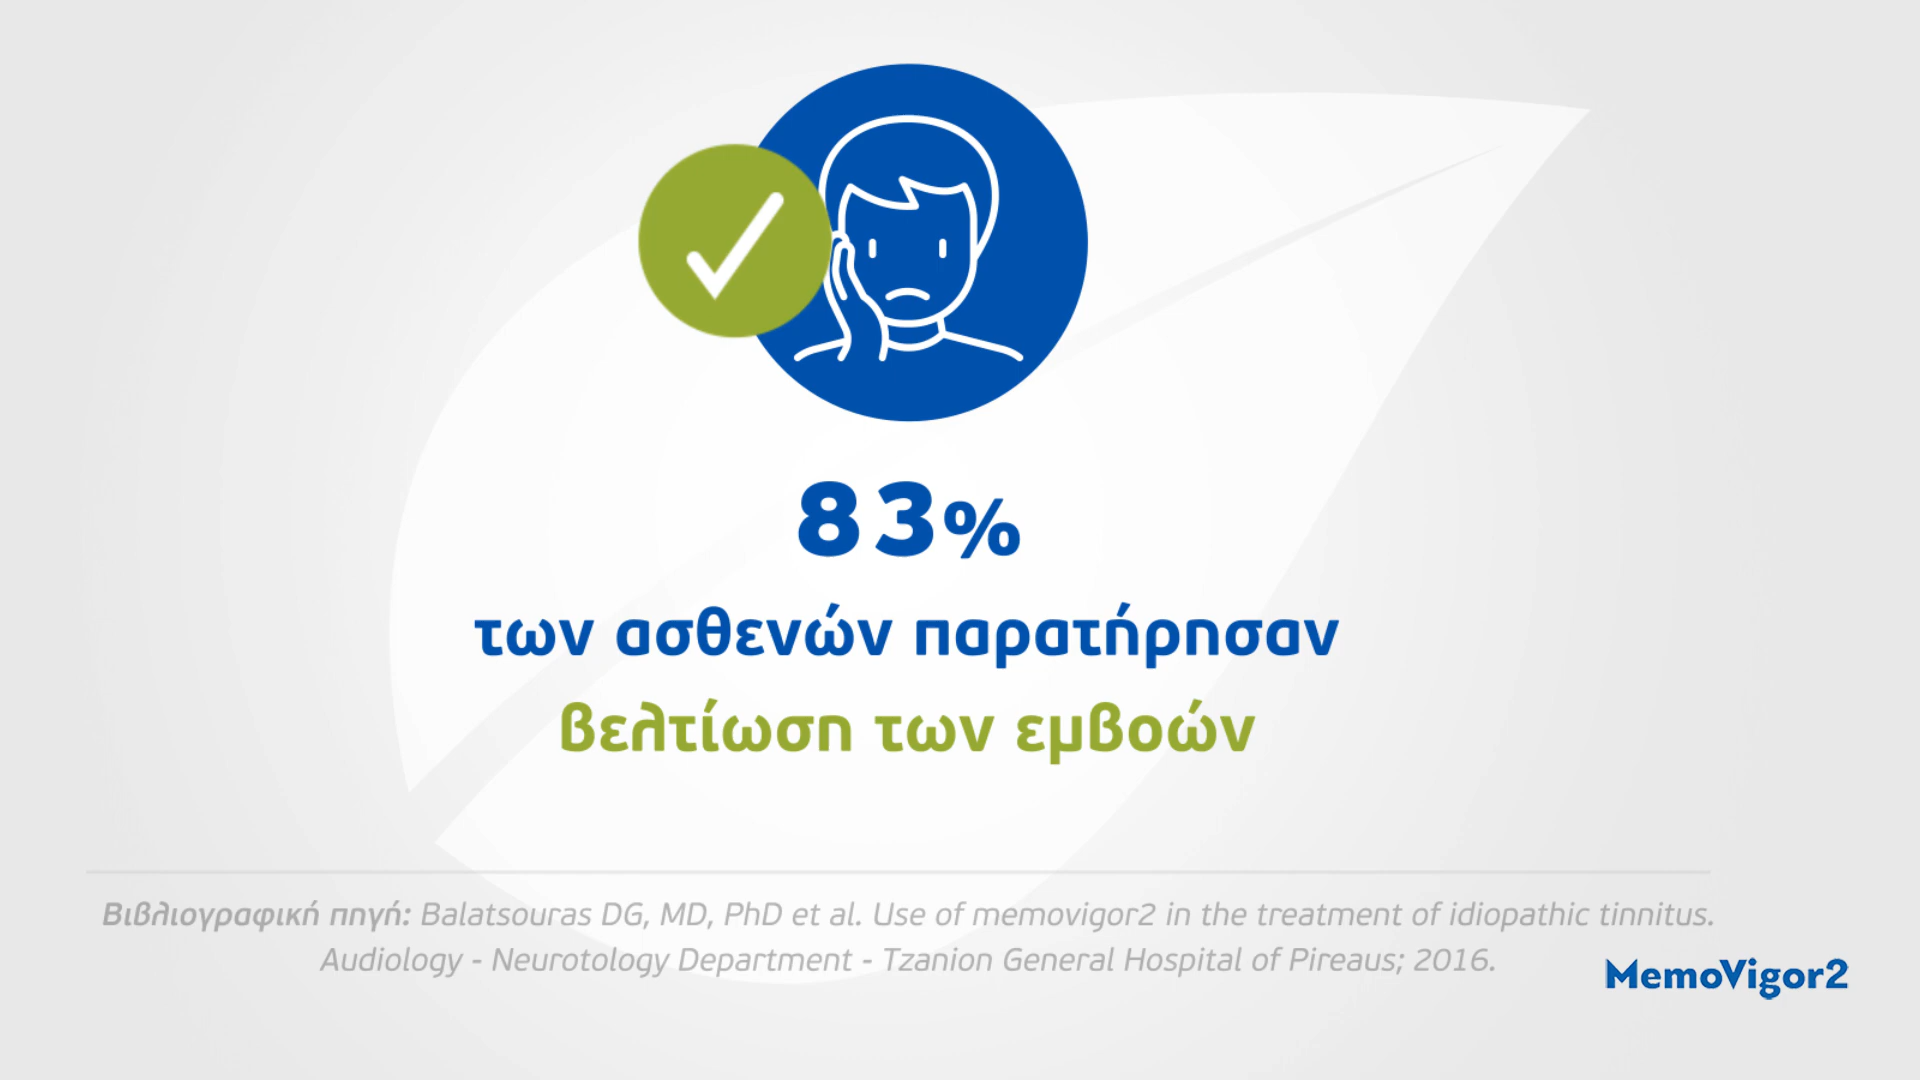 83%
των ασθενών παρατήρησαν
βελτίωση των εμβοών
Βιβλιογραφική πηγή: Balatsouras DG, MD, PhD et al. Use of memovigor2 in the treatment of idiopathic tinnitus.
Audiology - Neurotology Department - Tzanion General Hospital of Pireaus; 2016.
MemoVigor2